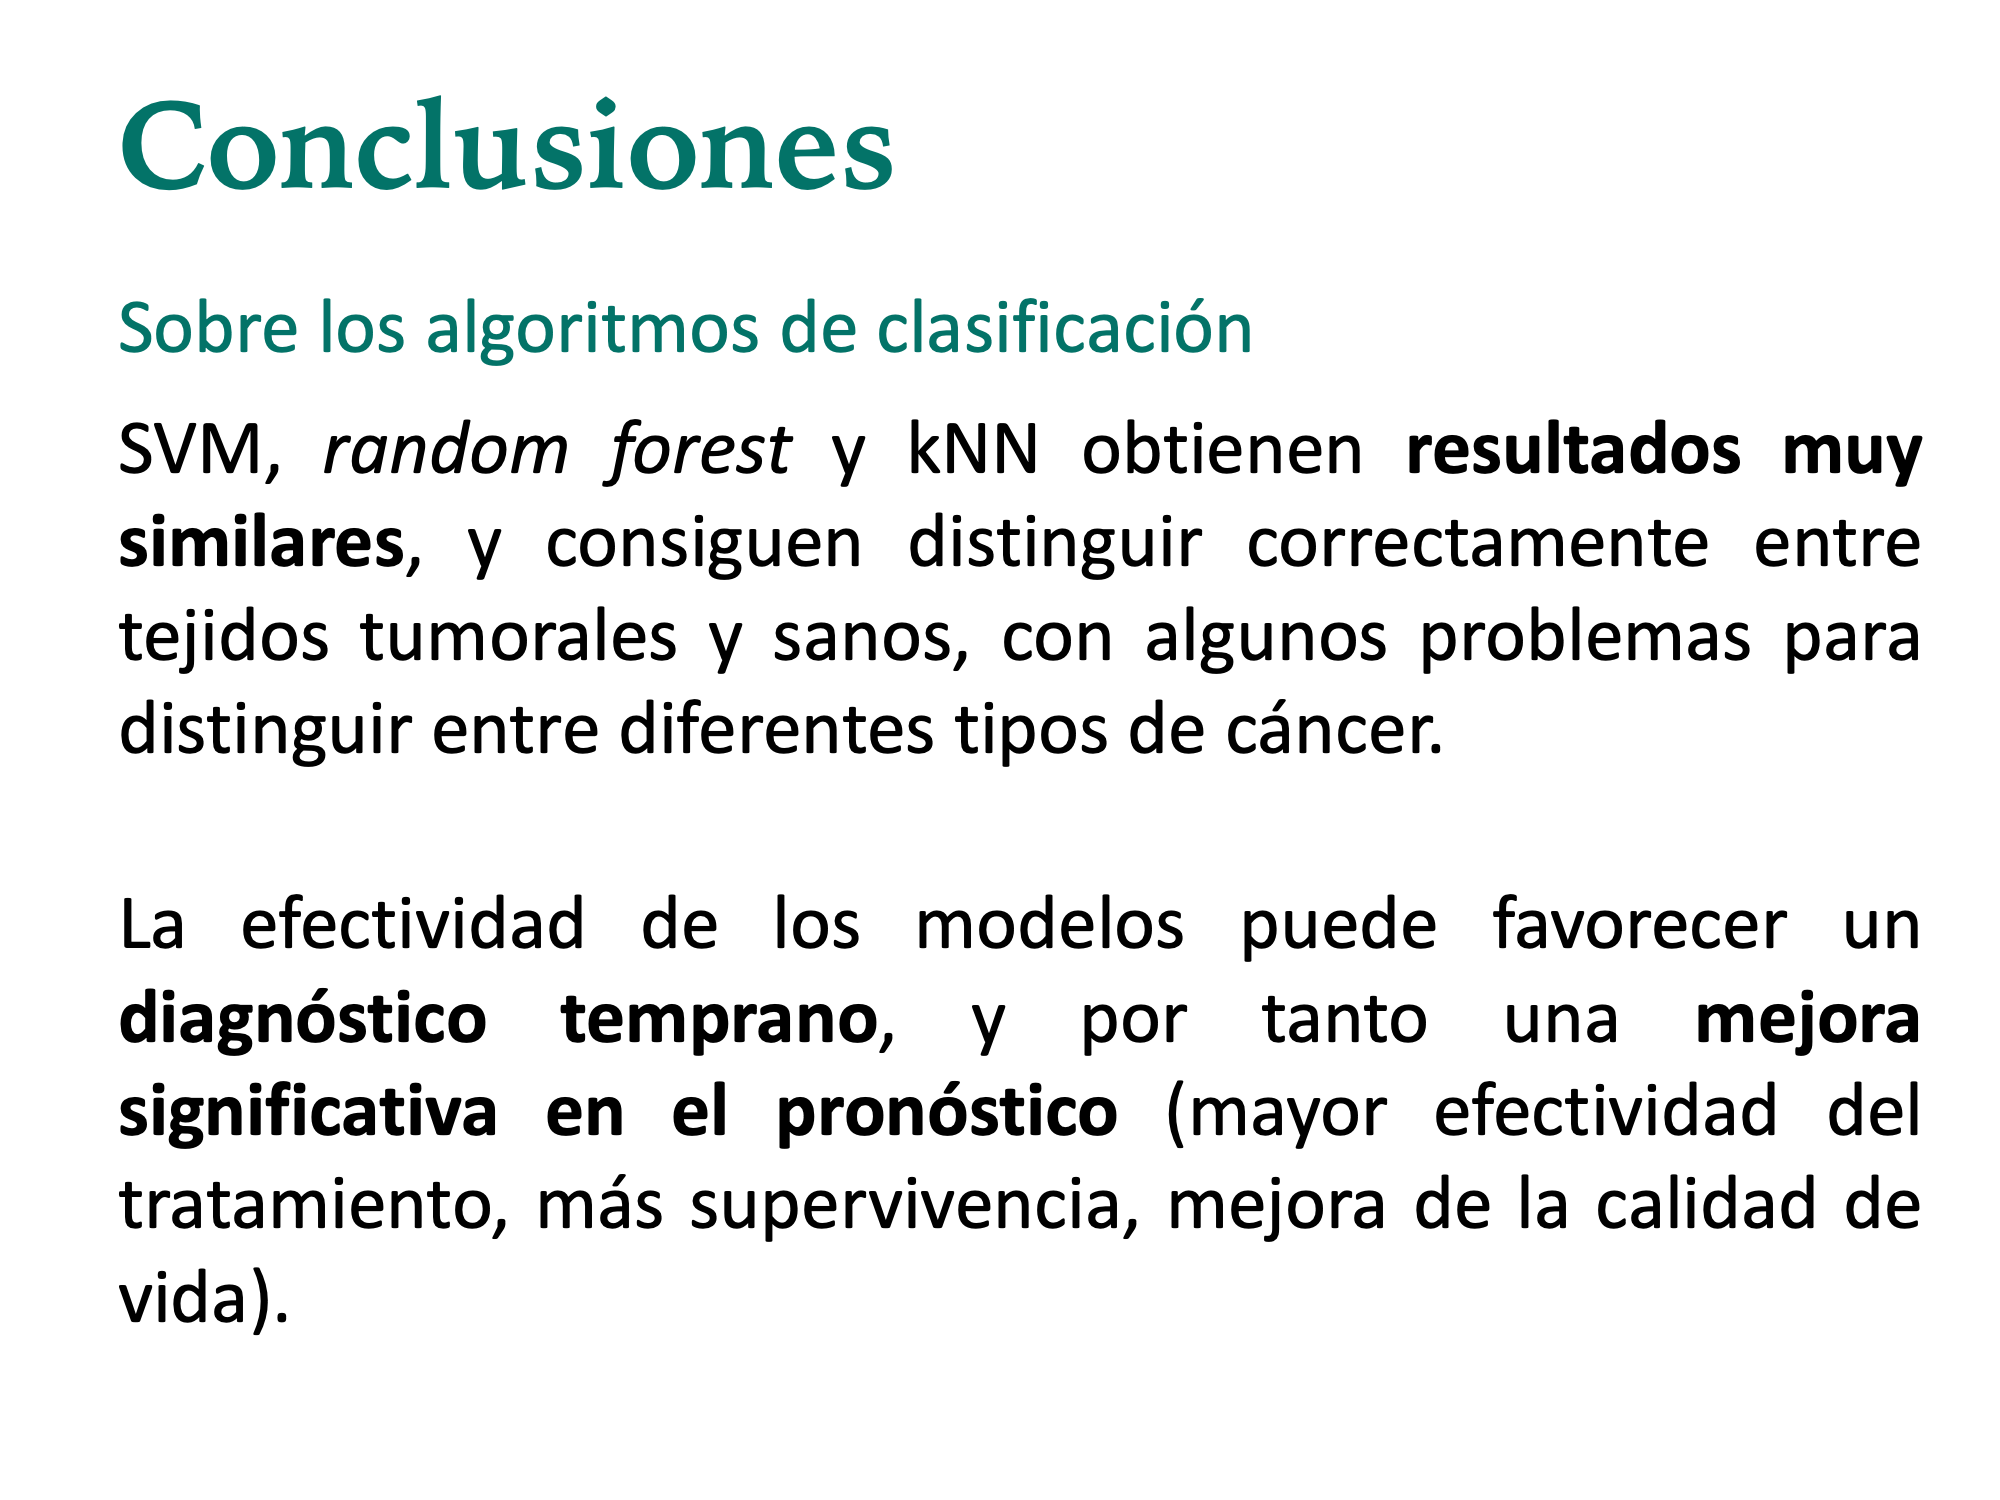 Conclusiones
Sobre los algoritmos de clasificación
SVM, random forest y kNN obtienen resultados muy
similares, y consiguen distinguir correctamente entre
tejidos tumorales y sanos, con algunos problemas para
distinguir entre diferentes tipos de cáncer.
La efectividad de los modelos puede favorecer un
diagnóstico temprano, y por tanto una mejora
significativa en el pronóstico (mayor efectividad del
tratamiento, más supervivencia, mejora de la calidad de
vida).